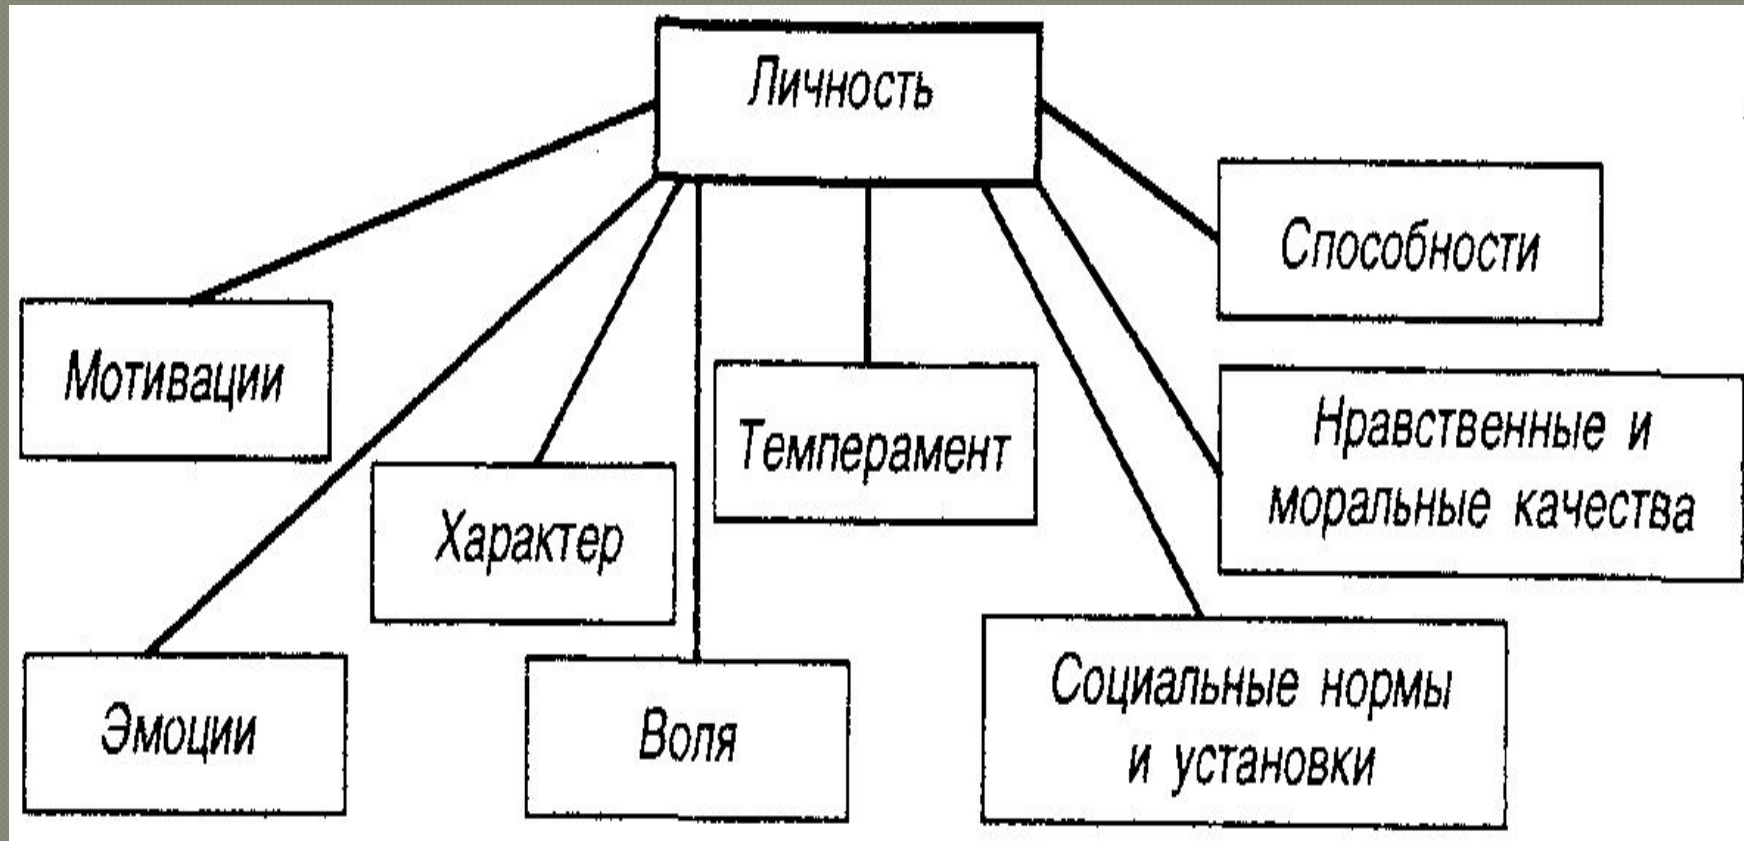 Личность
Способности
Мотивации
Нравственные и
моральные качества
Темперамент
Характер
Социальные нормы
и установки
Эмоции
Воля